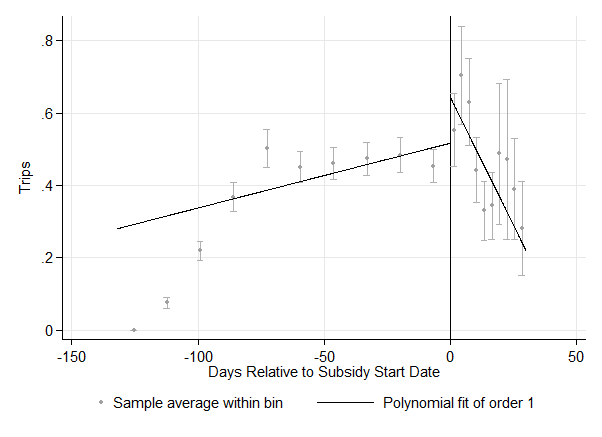 .8
.6
.4
.2
0
Trips
-150 -100 -50 0 50
Days Relative to Subsidy Start Date
Sample average within bin Polynomial fit of order 1